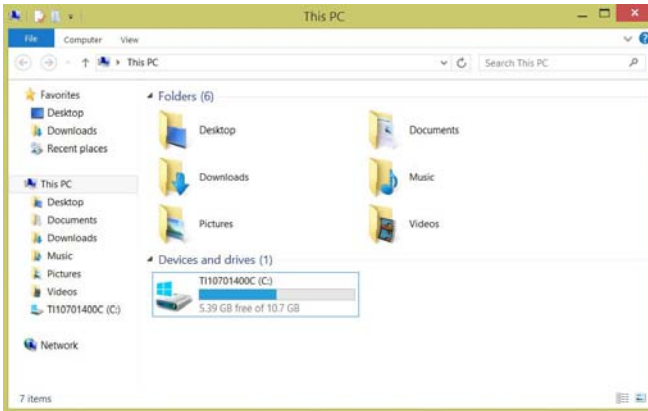 This PC
File Computer View
This PC
Search This PC
Favorites
Desktop
Downloads
Recent places
This PC
Desktop
Documents
Downloads
Music
Pictures
Videos
TI10701400C (C:)
Network
Folders (6)
Desktop
Documents
Downloads
Music
Pictures
Videos
Devices and drives (1)
TI10701400C (C:)
5.39 GB free of 10.7 GB
7 items